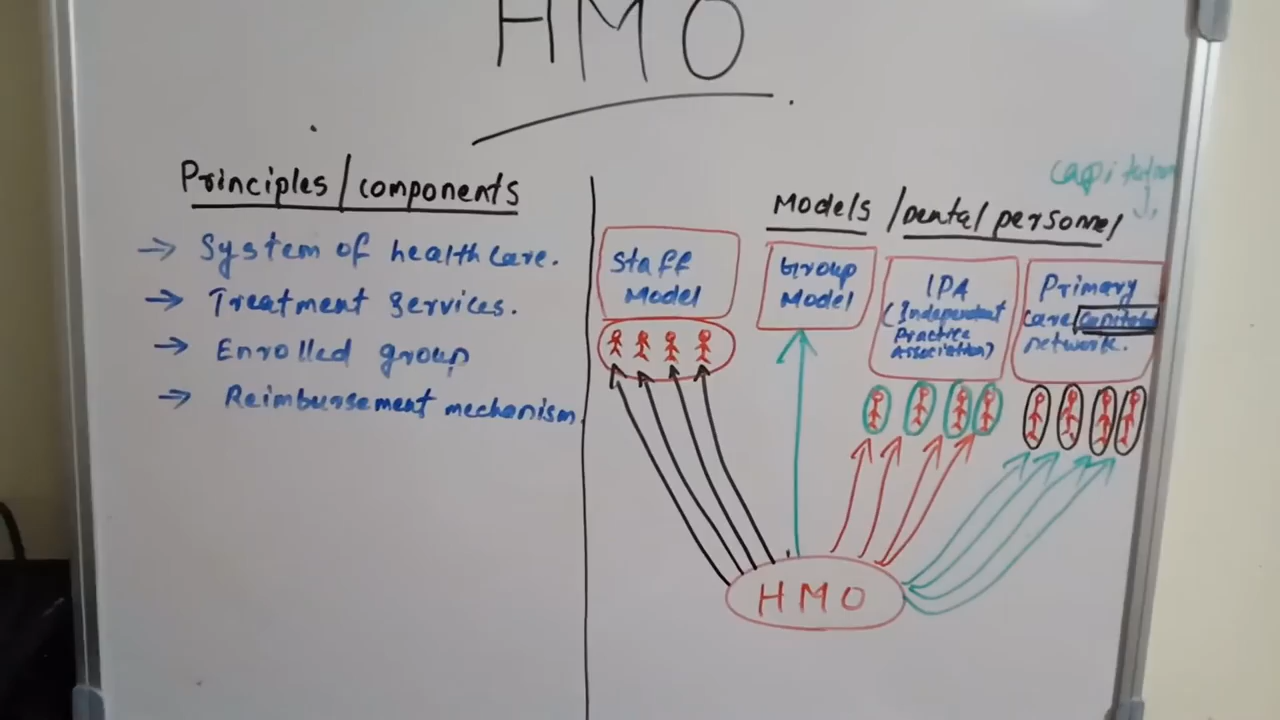 HMO
Principles/components
→ System of health care.
→ Treatment services.
→ Enrolled group
→ Reimbursement mechanism
Models /Dental personnel
Staff
Model
Group
Model
IPA
(Independent
Practice
Association)
Primary
care
network.
HMO